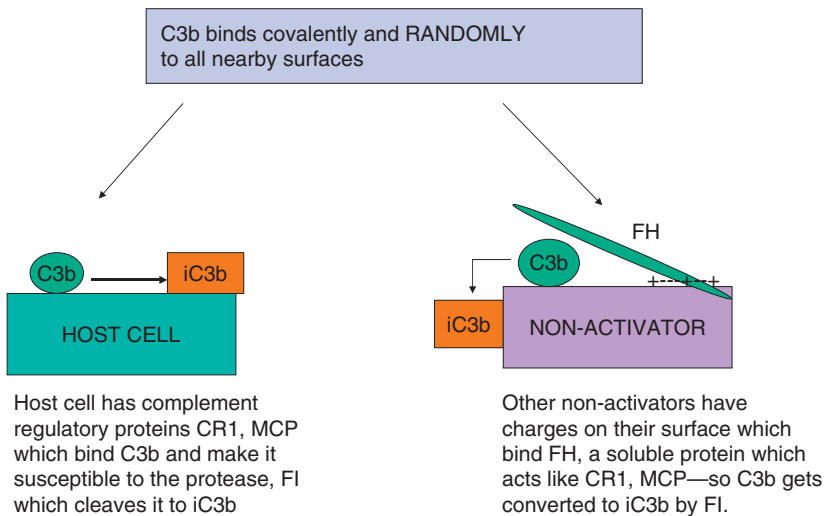 C3b binds covalently and RANDOMLY
to all nearby surfaces
C3b
iC3b
HOST CELL
Host cell has complement
regulatory proteins CR1, MCP
which bind C3b and make it
susceptible to the protease, FI
which cleaves it to iC3b
FH
C3b
iC3b
NON-ACTIVATOR
Other non-activators have
charges on their surface which
bind FH, a soluble protein which
acts like CR1, MCP—so C3b gets
converted to iC3b by FI.